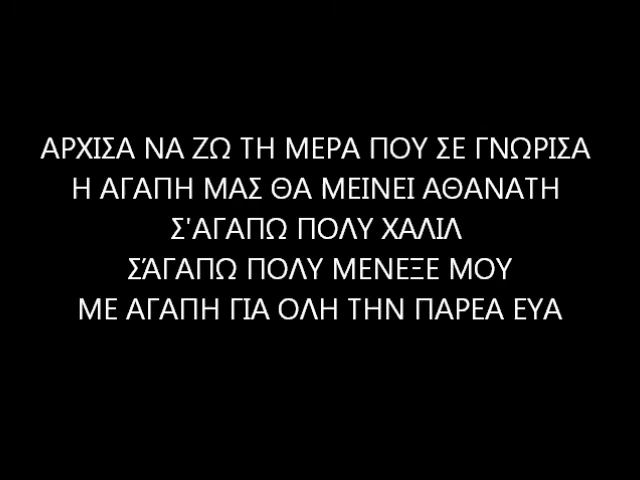 ΑΡΧΙΣΑ ΝΑ ΖΩ ΤΗ ΜΕΡΑ ΠΟΥ ΣΕ ΓΝΩΡΙΣΑ
Η ΑΓΑΠΗ ΜΑΣ ΘΑ ΜΕΙΝΕΙ ΑΘΑΝΑΤΗ
Σ'ΑΓΑΠΩ ΠΟΛΥ ΧΑΛΙΛ
ΣΆΓΑΠΩ ΠΟΛΥ ΜΕΝΕΞΕ ΜΟΥ
ΜΕ ΑΓΑΠΗ ΓΙΑ ΟΛΗ ΤΗΝ ΠΑΡΕΑ ΕΥΑ